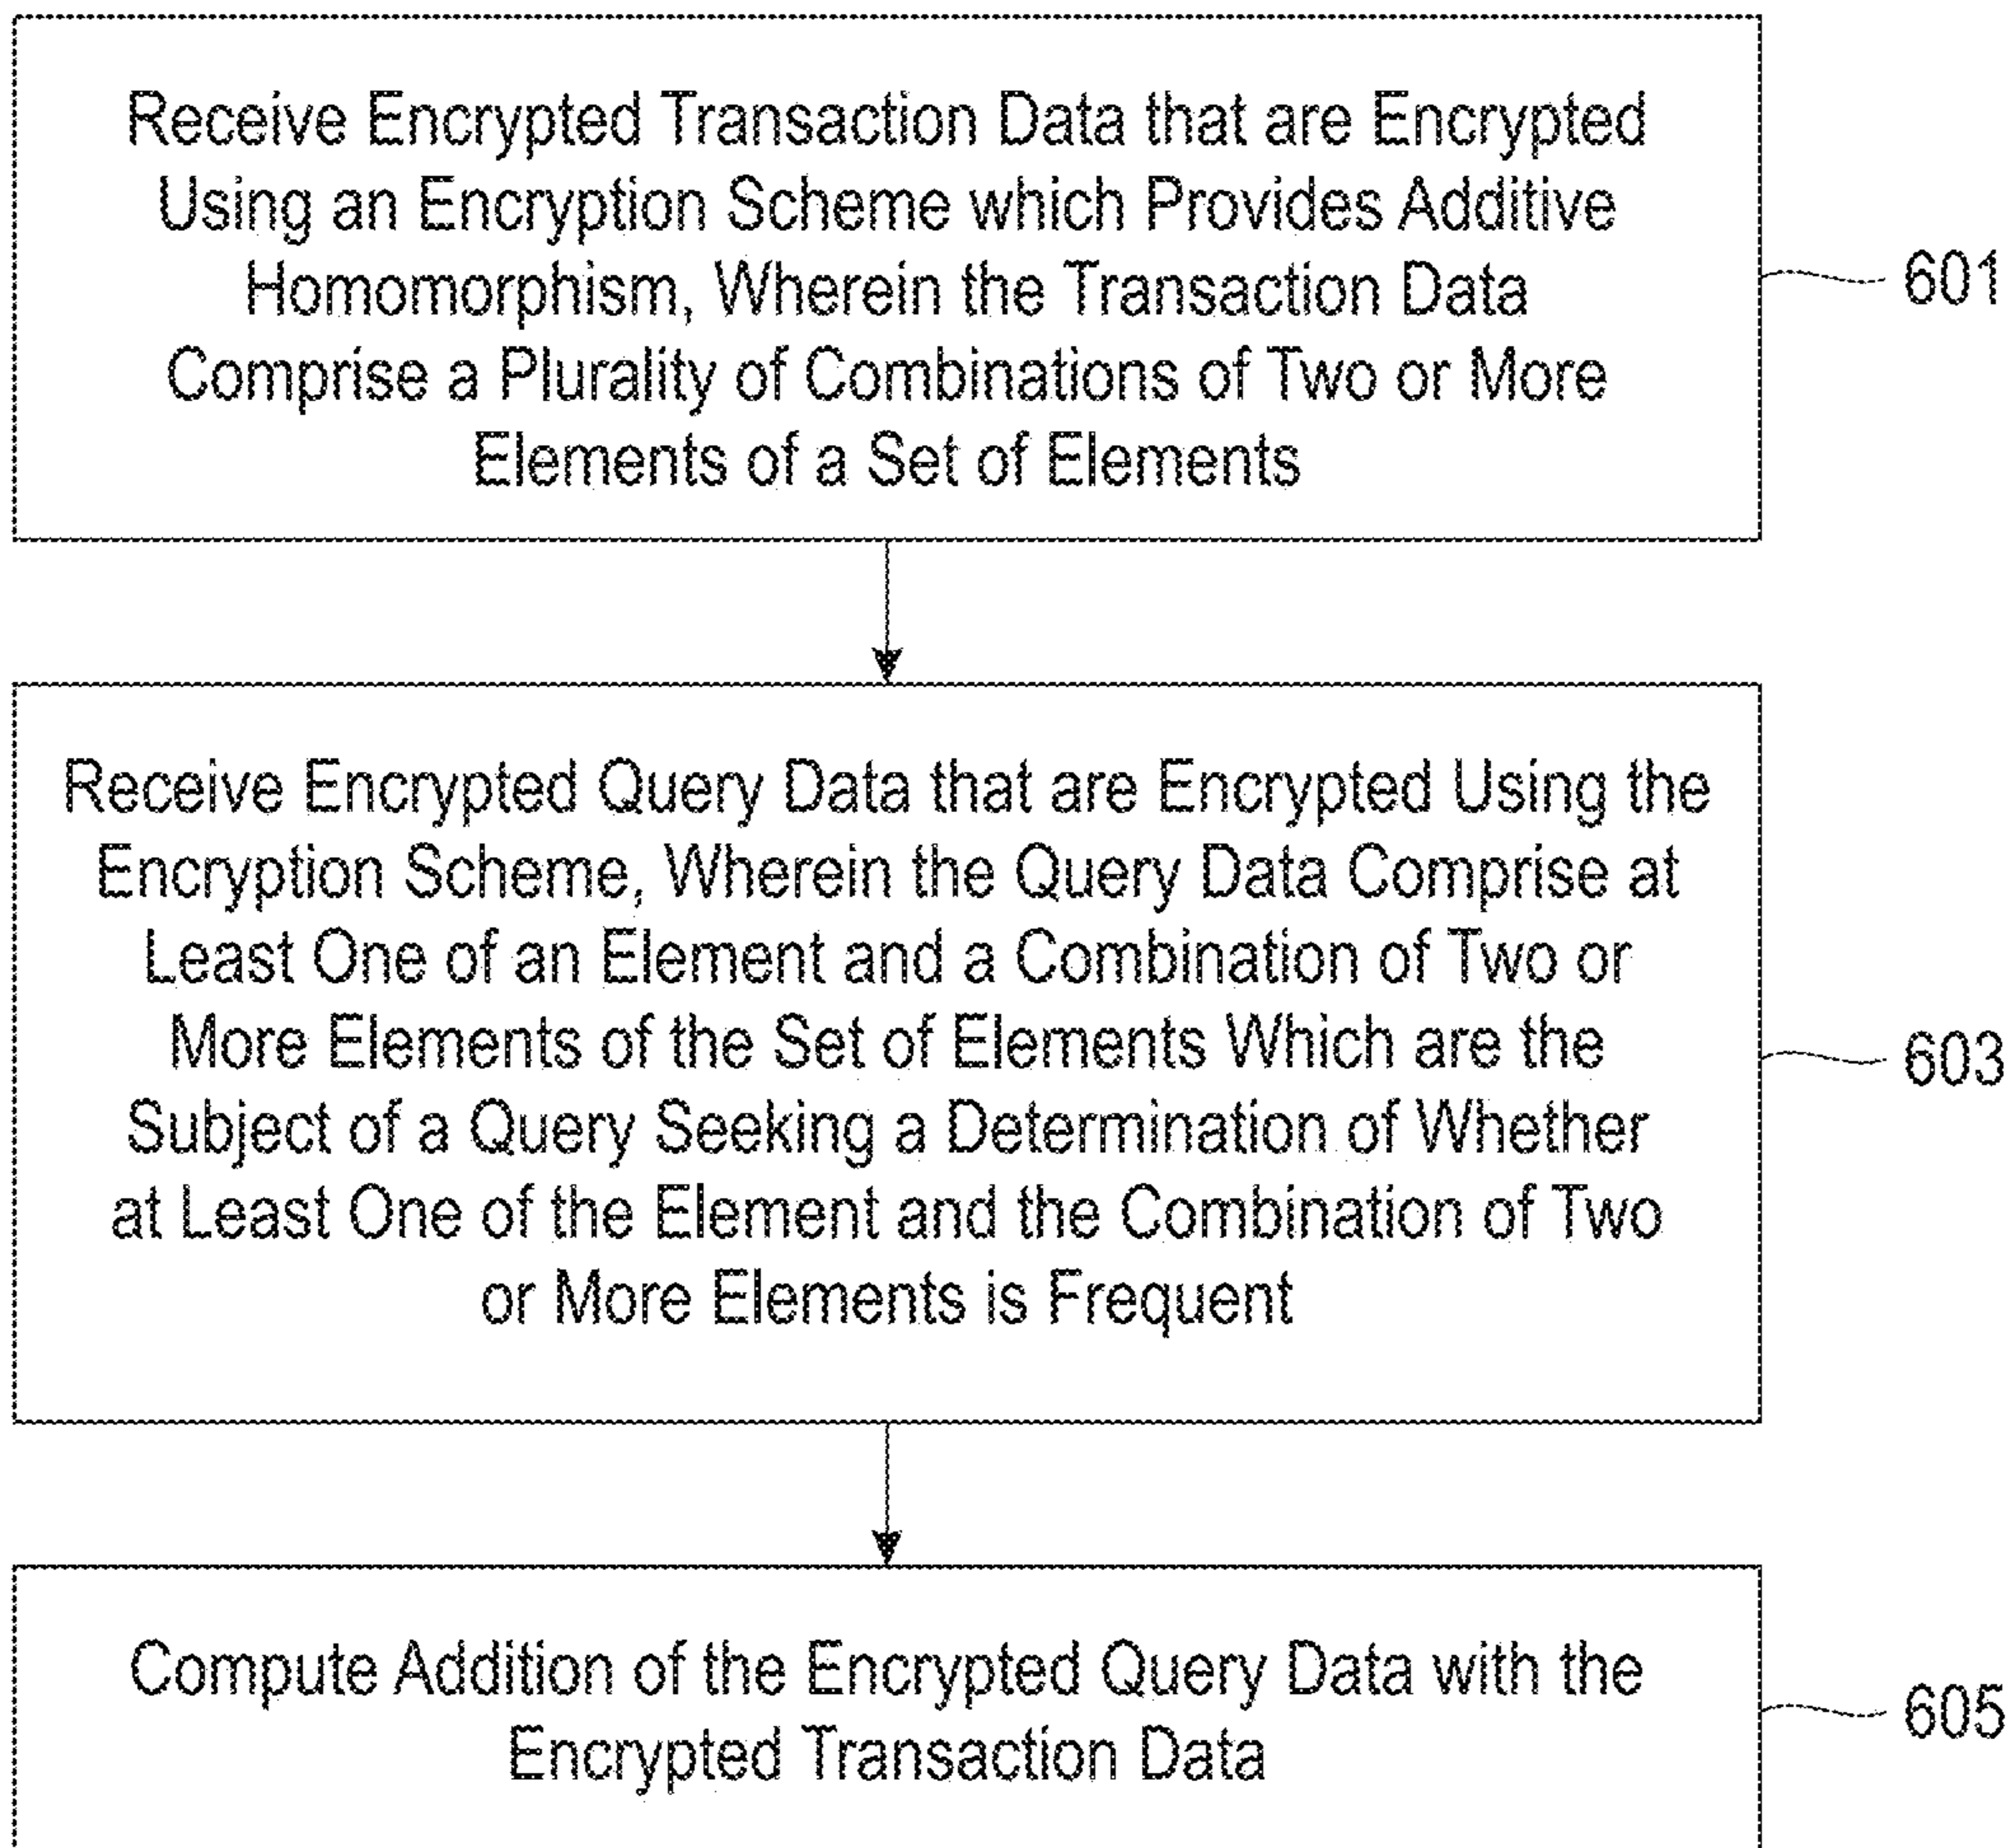 Receive Encrypted Transaction Data that are Encrypted
Using an Encryption Scheme which Provides Additive
Homomorphism, Wherein the Transaction Data
Comprise a Plurality of Combinations of Two or More
Elements of a Set of Elements
601
Receive Encrypted Query Data that are Encrypted Using the
Encryption Scheme, Wherein the Query Data Comprise at
Least One of an Element and a Combination of Two or
More Elements of the Set of Elements Which are the
Subject of a Query Seeking a Determination of Whether
at Least One of the Element and the Combination of Two
or More Elements is Frequent
603
Compute Addition of the Encrypted Query Data with the
Encrypted Transaction Data
605